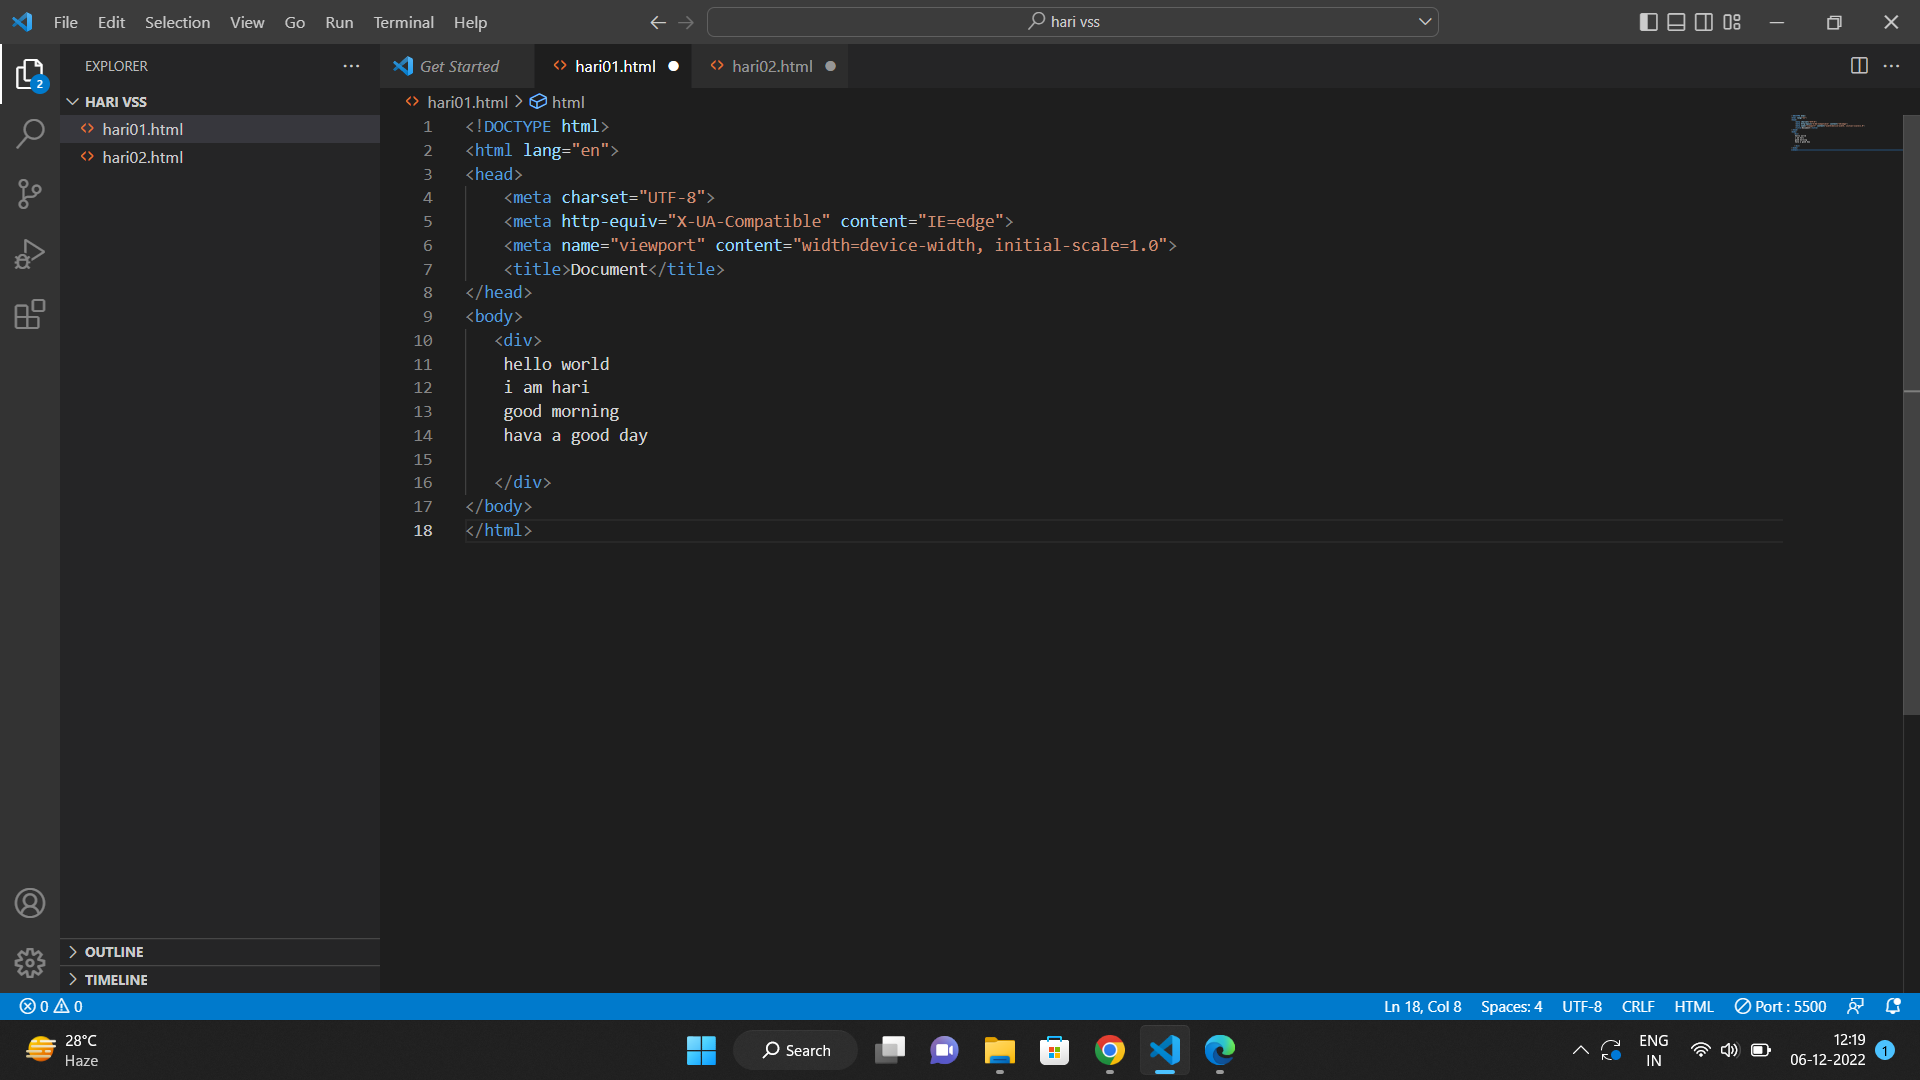 File Edit Selection View Go Run Terminal Help
hari vss
EXPLORER
2
HARI VSS
hari01.html
hari02.html
OUTLINE
TIMELINE
Get Started hari01.html hari02.html
hari01.html html
1 <!DOCTYPE html>
2 <html lang="en">
3 <head>
4 <meta charset="UTF-8">
5 <meta http-equiv="X-UA-Compatible" content="IE=edge">
6 <meta name="viewport" content="width=device-width, initial-scale=1.0">
7 <title>Document</title>
8 </head>
9 <body>
10 <div>
11 hello world
12 i am hari
13 good morning
14 hava a good day
15
16 </div>
17 </body>
18 </html>
0 0 Ln 18, Col 8 Spaces: 4 UTF-8 CRLF HTML Port : 5500
28°C
Haze
Search
ENG
IN
12:19
06-12-2022
1